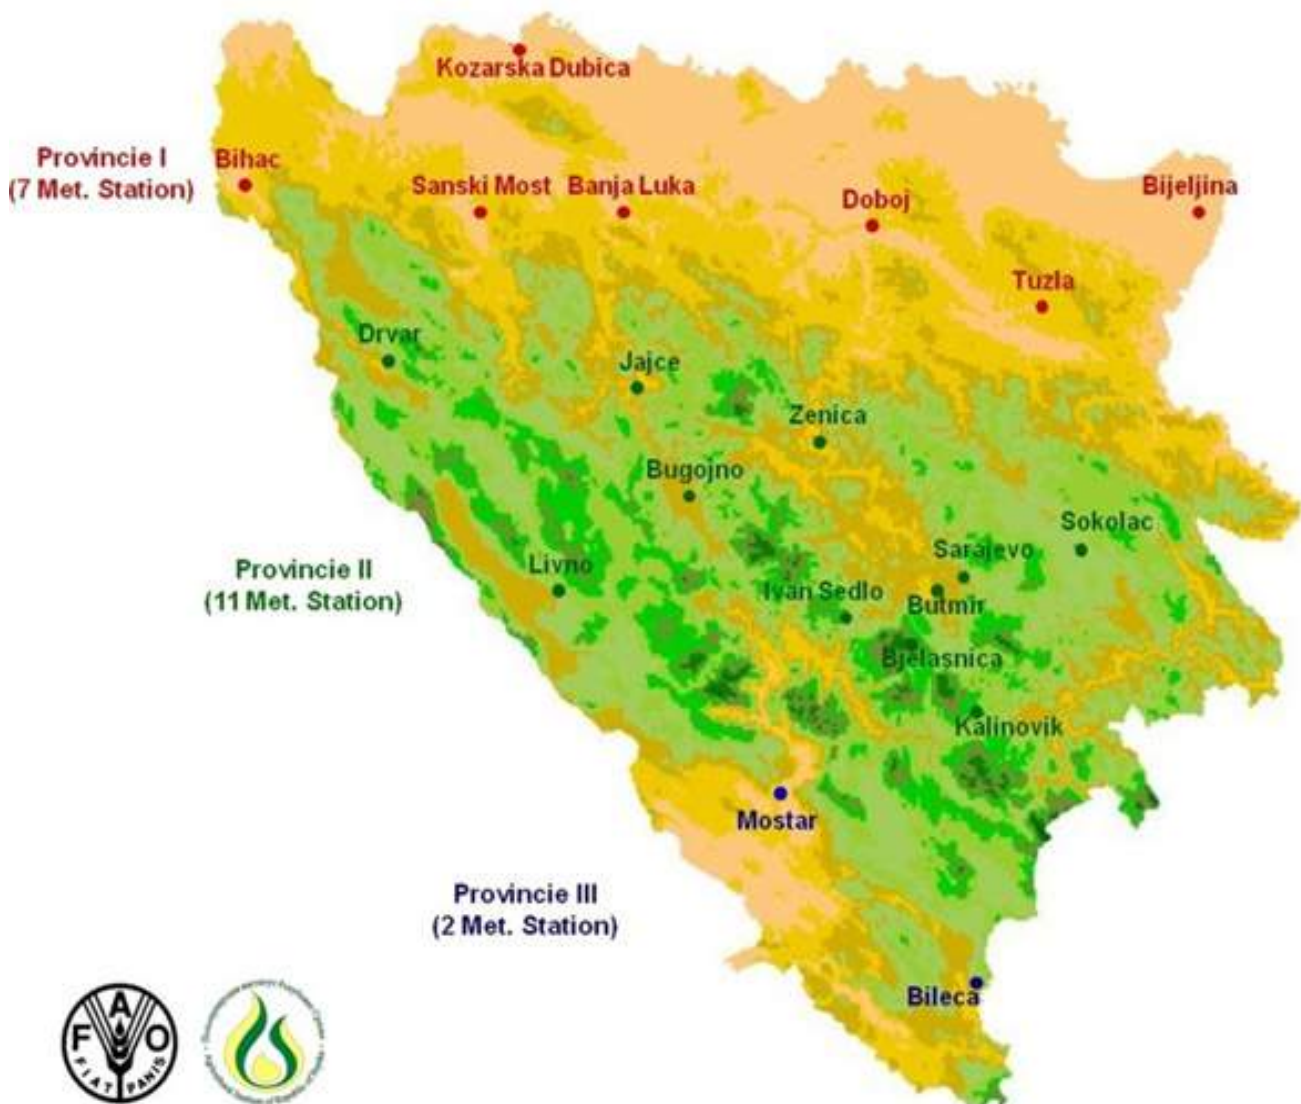 Kozarska Dubica
Provincie I
(7 Met. Station)
Bihac
Sanski Most
Banja Luka
Doboj
Bijeljina
Tuzla
Drvar
Jajce
Zenica
Bugojno
Sokolac
Sarajevo
Provincie II
(11 Met. Station)
Livno
Ivan Sedlo
Butmir
Bjelasnica
Kalinovik
Mostar
Provincie III
(2 Met. Station)
Bileca
F A O
FIAT PANIS